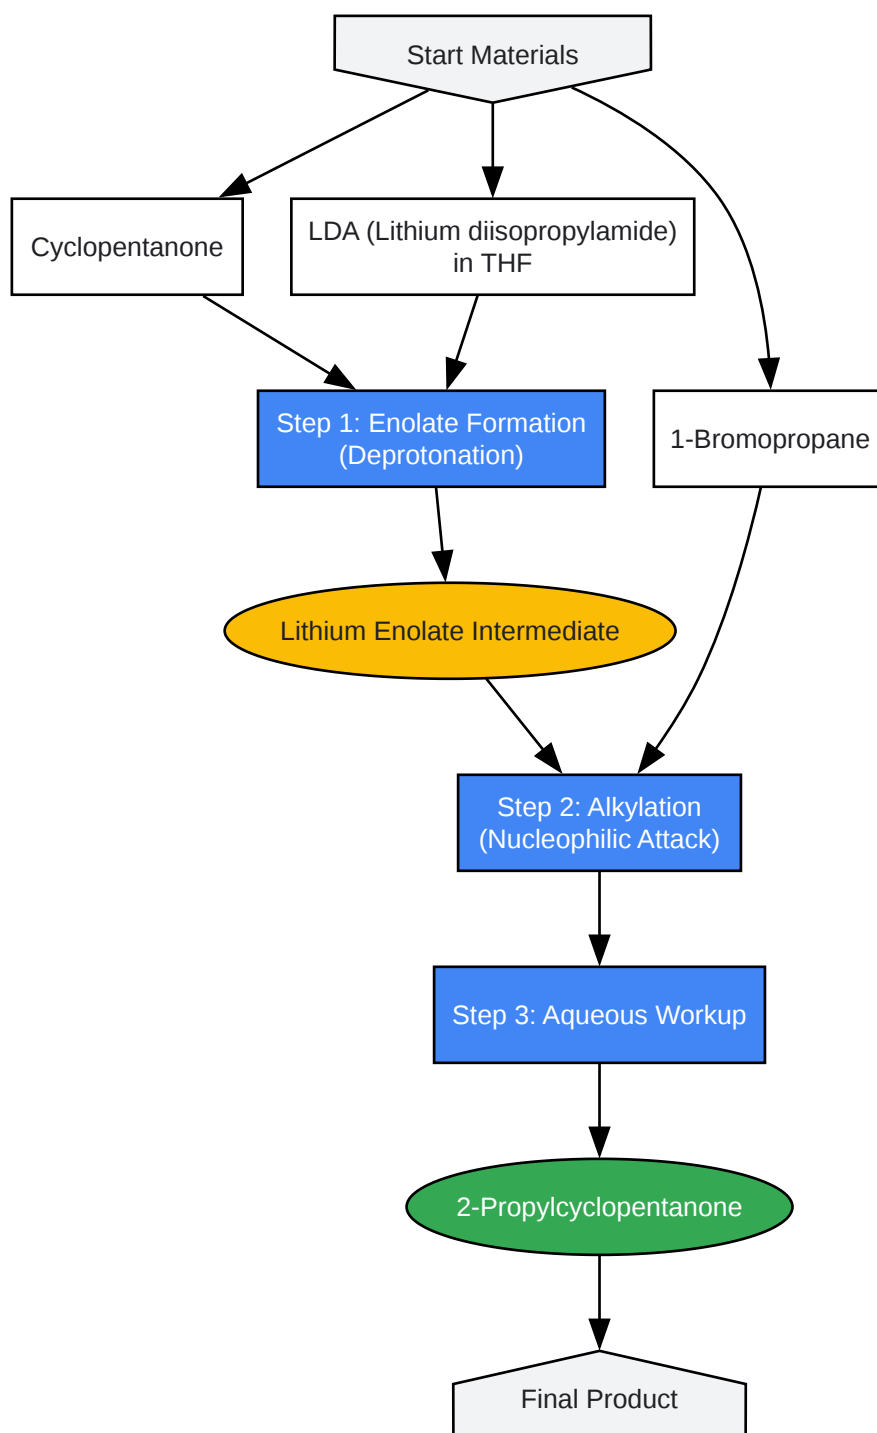 Start Materials
Cyclopentanone
LDA (Lithium diisopropylamide)
in THF
Step 1: Enolate Formation
(Deprotonation)
1-Bromopropane
Lithium Enolate Intermediate
Step 2: Alkylation
(Nucleophilic Attack)
Step 3: Aqueous Workup
2-Propylcyclopentanone
Final Product